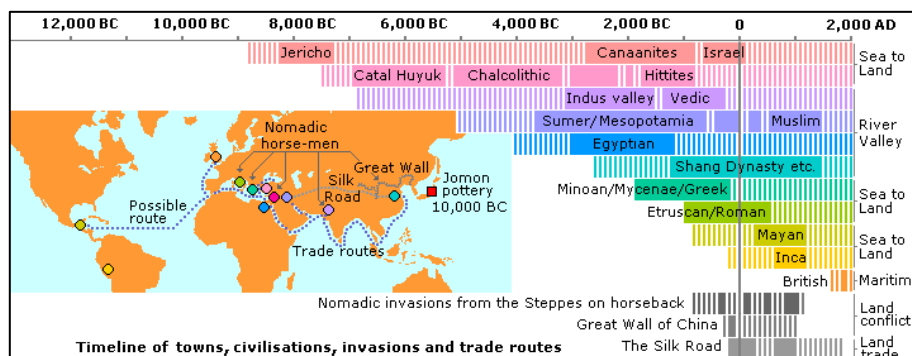 12,000 BC 10,000 BC 8,000 BC 6,000 BC 4,000 BC 2,000 BC 0 2,000 AD
Jericho Canaanites Israel
Sea to
Land
Catal Huyuk Chalcolithic Hittites
Indus valley Vedic
Sumer/Mesopotamia Muslim
River
Valley
Egyptian
Shang Dynasty etc.
Minoan/Mycenae/Greek
Sea to
Land
Etruscan/Roman
Mayan
Sea to
Land
Inca
British
Maritim
Nomadic invasions from the Steppes on horseback
Land
conflict
Great Wall of China
The Silk Road
Land
trade
Nomadic
horse-men
Great Wall
Silk
Road
Jomon
pottery
10,000 BC
Possible
route
Trade routes
Timeline of towns, civilisations, invasions and trade routes